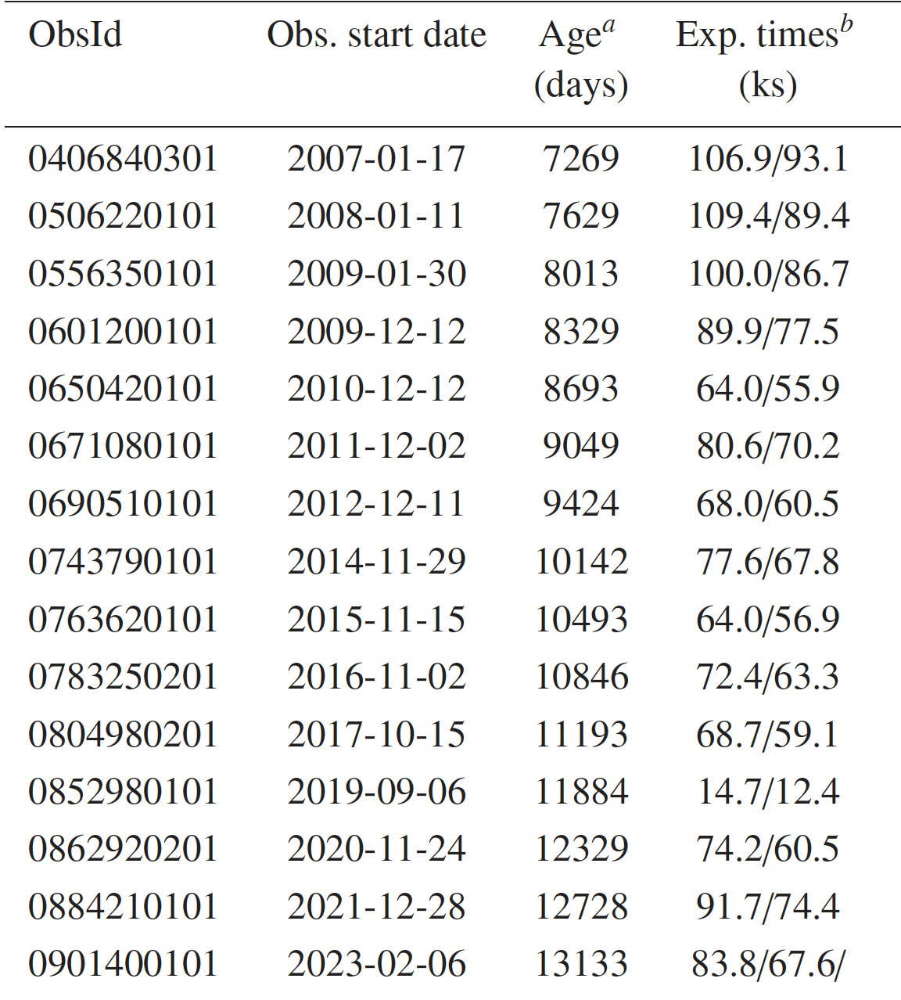 ObsId Obs. start date Age^a Exp. times^b
(days) (ks)
0406840301 2007-01-17 7269 106.9/93.1
0506220101 2008-01-11 7629 109.4/89.4
0556350101 2009-01-30 8013 100.0/86.7
0601200101 2009-12-12 8329 89.9/77.5
0650420101 2010-12-12 8693 64.0/55.9
0671080101 2011-12-02 9049 80.6/70.2
0690510101 2012-12-11 9424 68.0/60.5
0743790101 2014-11-29 10142 77.6/67.8
0763620101 2015-11-15 10493 64.0/56.9
0783250201 2016-11-02 10846 72.4/63.3
0804980201 2017-10-15 11193 68.7/59.1
0852980101 2019-09-06 11884 14.7/12.4
0862920201 2020-11-24 12329 74.2/60.5
0884210101 2021-12-28 12728 91.7/74.4
0901400101 2023-02-06 13133 83.8/67.6/